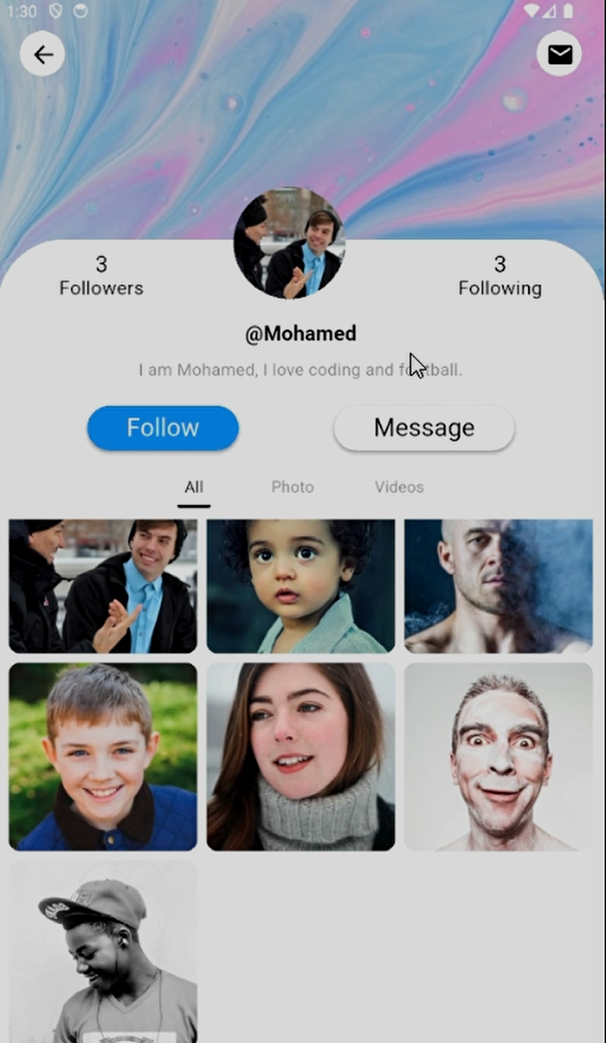 1:30
3
Followers
3
Following
@Mohamed
I am Mohamed, I love coding and football.
Follow
Message
All
Photo
Videos